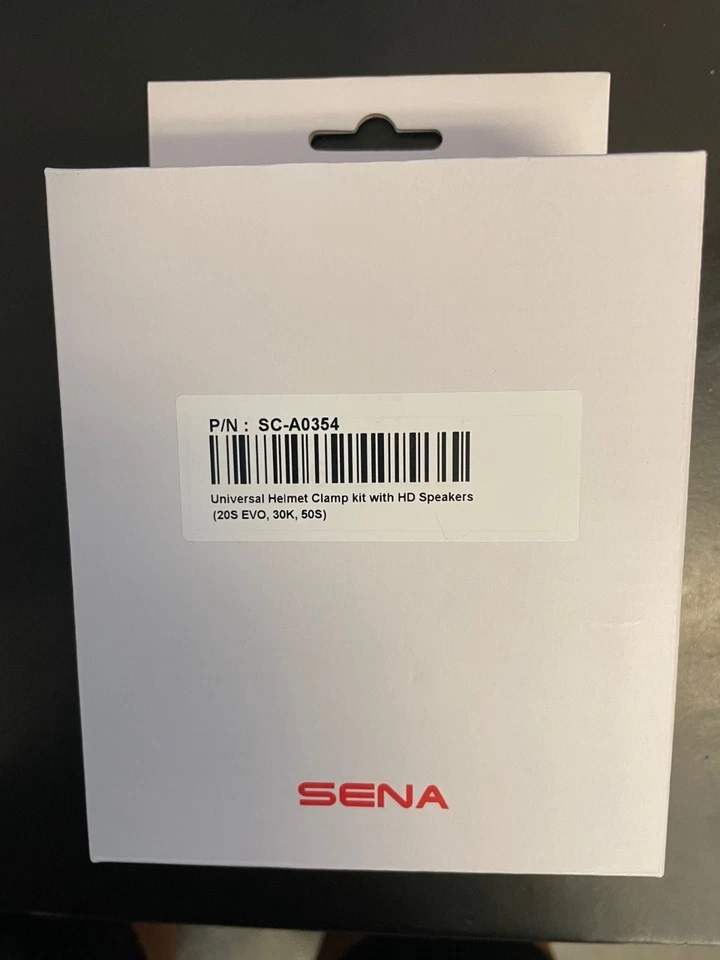 P/N : SC-A0354
Universal Helmet Clamp kit with HD Speakers
(20S EVO, 30K, 50S)
SENA